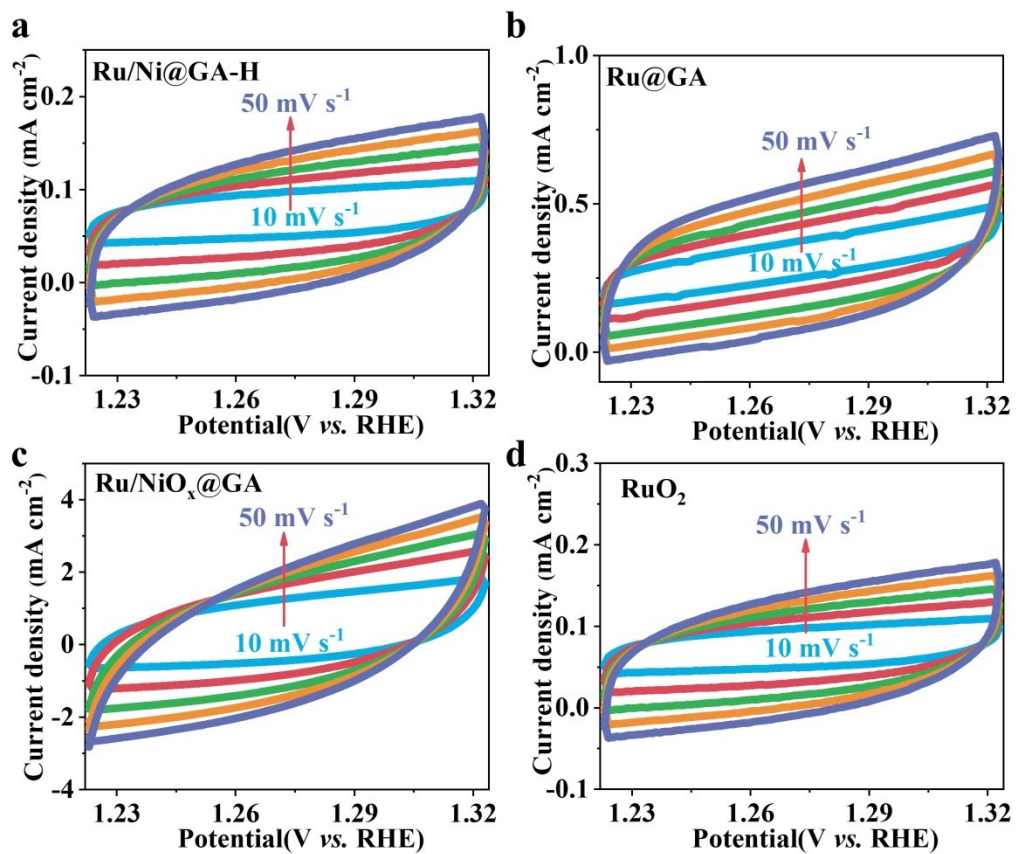 a
Ru/Ni@GA-H
50 mV s⁻¹
10 mV s⁻¹
0.2
0.1
0.0
-0.1
Current density (mA cm⁻²)
1.23 1.26 1.29 1.32
Potential(V vs. RHE)
b
Ru@GA
50 mV s⁻¹
10 mV s⁻¹
1.0
0.5
0.0
Current density (mA cm⁻²)
1.23 1.26 1.29 1.32
Potential(V vs. RHE)
c
Ru/NiOₓ@GA
50 mV s⁻¹
10 mV s⁻¹
4
2
0
-2
-4
Current density (mA cm⁻²)
1.23 1.26 1.29 1.32
Potential(V vs. RHE)
d
RuO₂
50 mV s⁻¹
10 mV s⁻¹
0.3
0.2
0.1
0.0
-0.1
Current density (mA cm⁻²)
1.23 1.26 1.29 1.32
Potential(V vs. RHE)